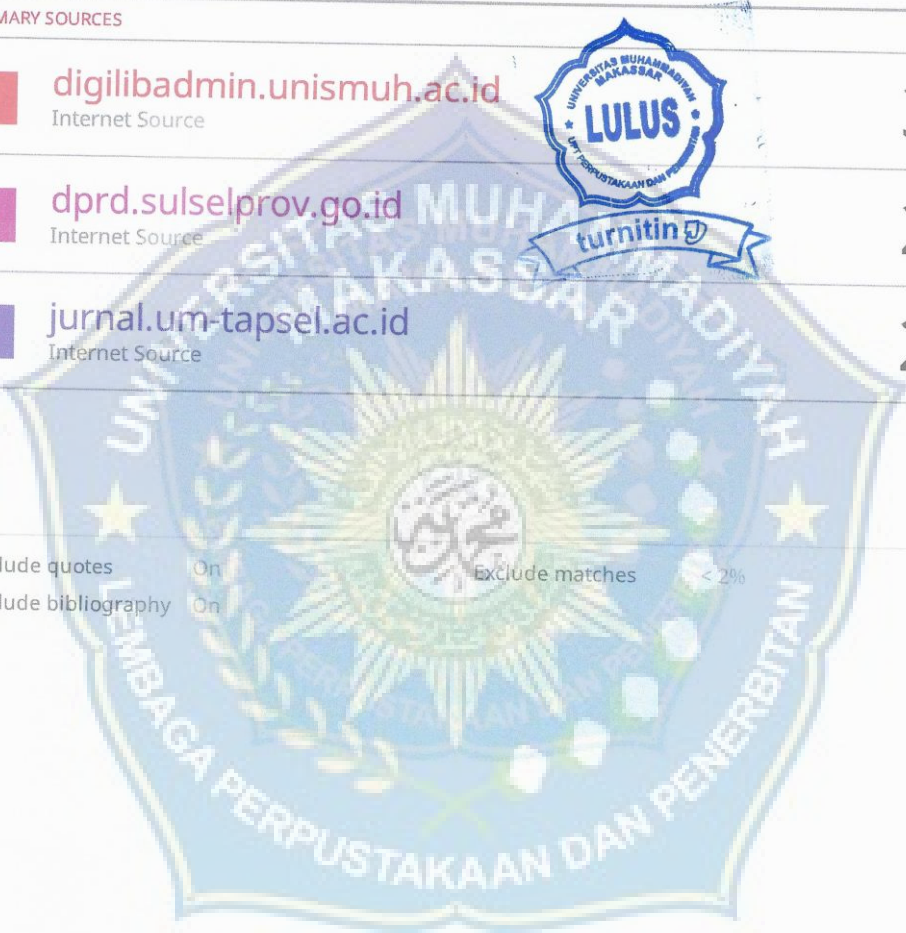 MARY SOURCES
digilibadmin.unismuh.ac.id
Internet Source
UNIVERSITAS MUHAMMADIYAH
MAKASSAR
LULUS
UPT PERPUSTAKAAN DAN
turnitin
dprd.sulselprov.go.id
Internet Source
jurnal.um-tapsel.ac.id
Internet Source
UNIVERSITAS MUHAMMADIYAH
MAKASSAR
lude quotes On
Exclude matches < 2%
lude bibliography On
LEMBAGA PERPUSTAKAAN DAN PENERBITAN